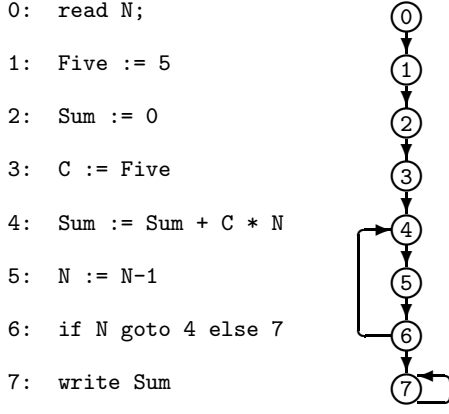 0: read N;
0
1: Five := 5
1
2: Sum := 0
2
3: C := Five
3
4: Sum := Sum + C * N
4
5: N := N-1
5
6: if N goto 4 else 7
6
7: write Sum
7